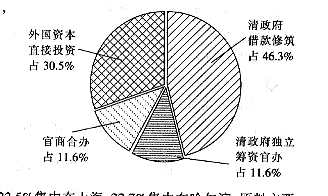 外国资本
直接投资
占 30.5%
清政府
借款修筑
占 46.3%
官商合办
占 11.6%
清政府独立
筹资官办
占 11.6%